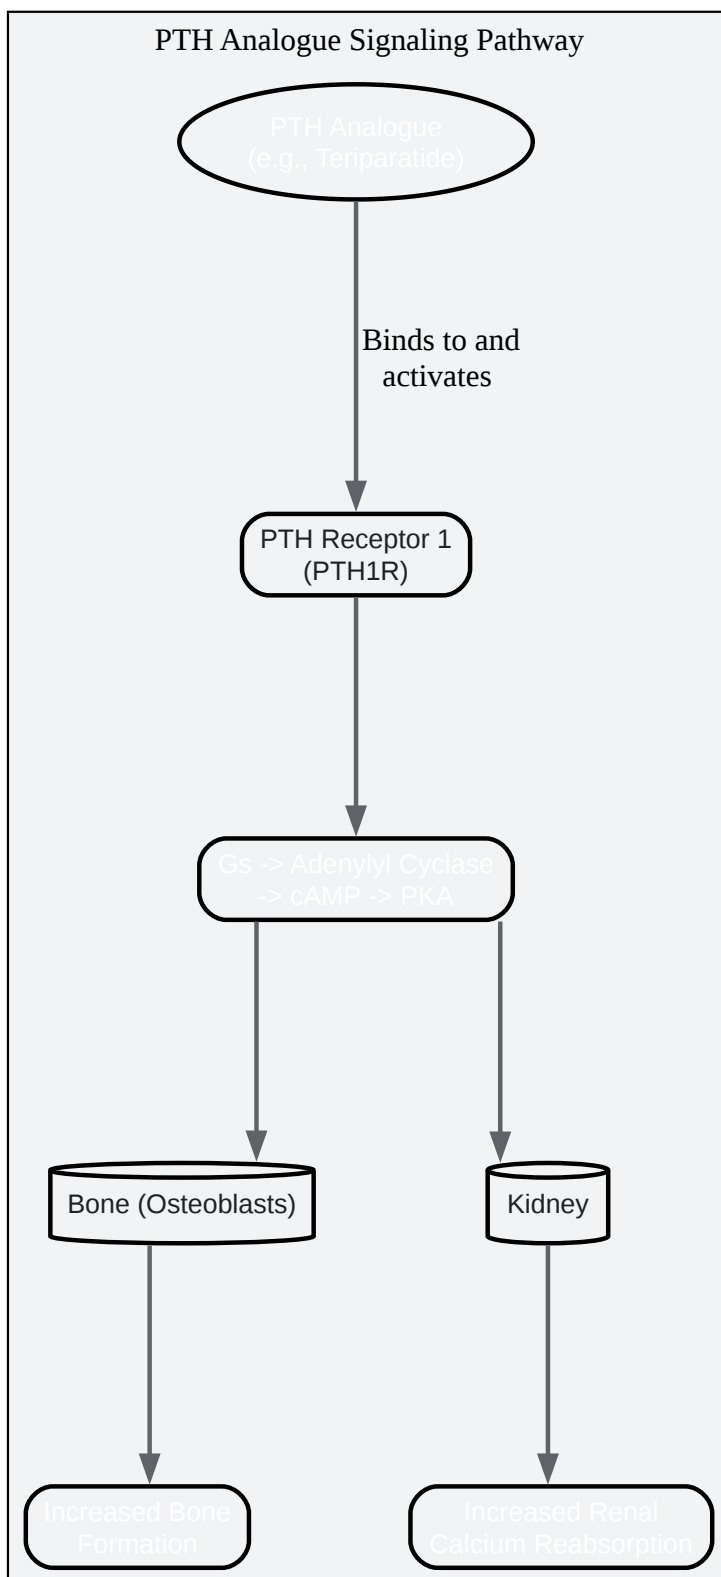 PTH Analogue Signaling Pathway
PTH Analogue
(e.g., Teriparatide)
Binds to and
activates
PTH Receptor 1
(PTH1R)
Gs -> Adenylyl Cyclase
-> cAMP -> PKA
Bone (Osteoblasts)
Kidney
Increased Bone
Formation
Increased Renal
Calcium Reabsorption